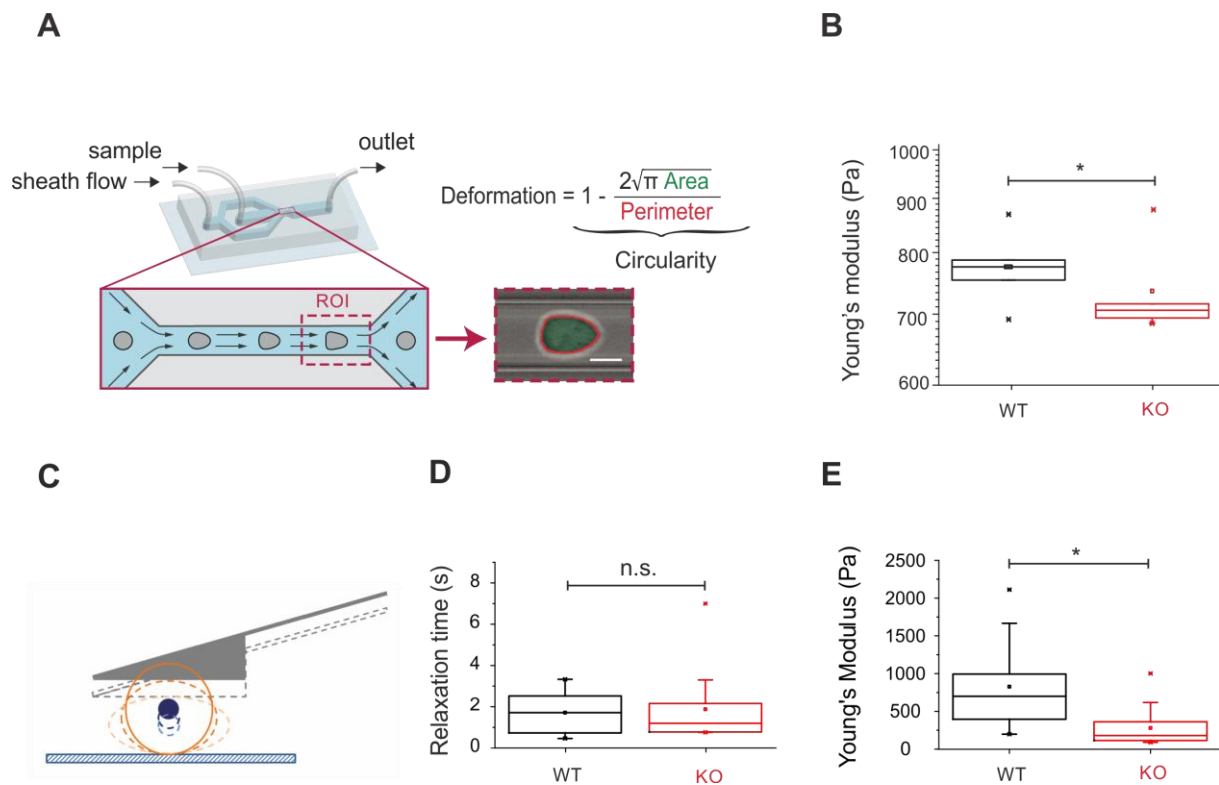 A
sample
sheath flow
outlet
Deformation = 1 - 2√π Area
Perimeter
Circularity
ROI
B
Young's modulus (Pa)
1000
900
800
700
600
*
WT
KO
C
D
Relaxation time (s)
8
6
4
2
0
n.s.
WT
KO
E
Young's Modulus (Pa)
2500
2000
1500
1000
500
0
*
WT
KO